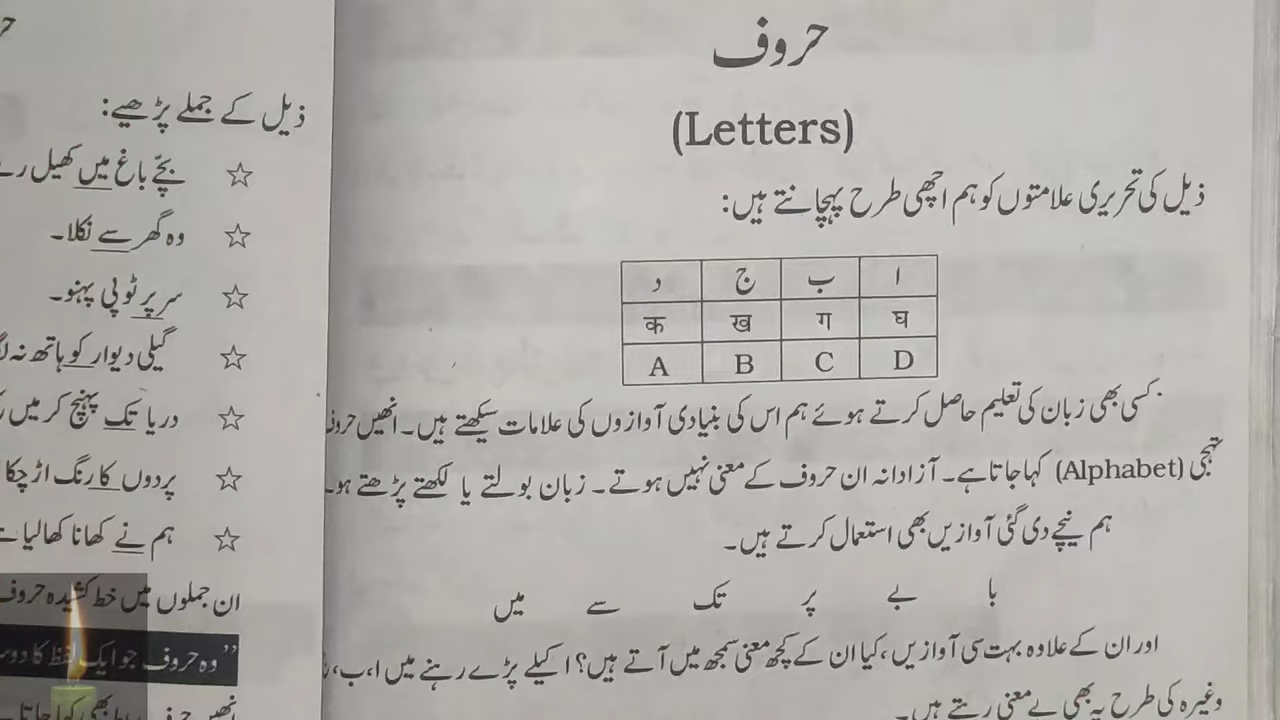 حروف
(Letters)
ذیل کی تحریری علامتوں کو ہم اچھی طرح پہچانتے ہیں:
ا ب ج د
क ख ग घ
A B C D
کسی بھی زبان کی تعلیم حاصل کرتے ہوئے ہم اس کی بنیادی آوازوں کی علامات سیکھتے ہیں۔ انھیں حروف
تہجی (Alphabet) کہا جاتا ہے۔ آزادانہ ان حروف کے معنی نہیں ہوتے۔ زبان بولتے یا لکھتے پڑھتے ہو
ہم نیچے دی گئی آوازیں بھی استعمال کرتے ہیں۔
با بے پر تک سے میں
اور ان کے علاوہ بہت سی آوازیں، کیا ان کے کچھ معنی سمجھ میں آتے ہیں؟ اکیلے پڑے رہنے میں ا، ب،
وغیرہ کی طرح یہ بھی بے معنی رہتے ہیں۔
ذیل کے جملے پڑھیے:
☆ بچّے باغ میں کھیل
☆ وہ گھر سے نکلا۔
☆ سر پر ٹوپی پہنو۔
☆ گیلی دیوار کو ہاتھ نہ
☆ دریا تک پہنچ کر میں
☆ پردوں کا رنگ اڑ چکا
☆ ہم نے کھانا کھا لیا
ان جملوں میں خط کشیدہ حروف
”وہ حروف جو ایک لفظ کا